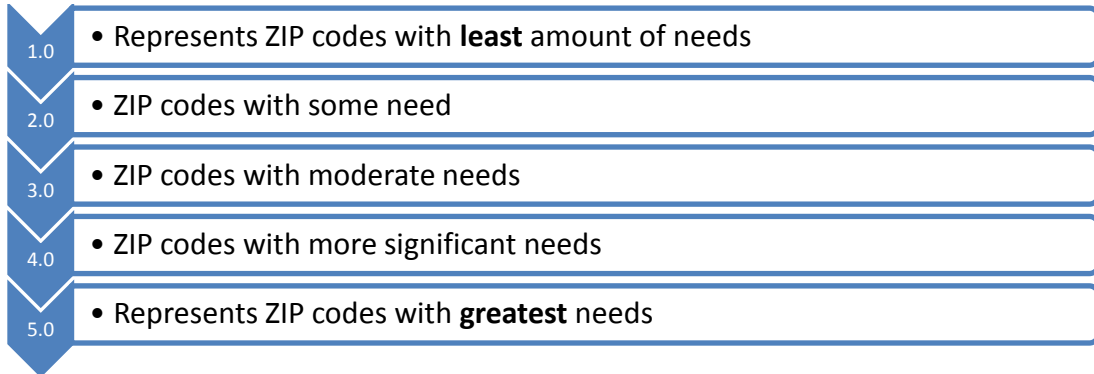 1.0
• Represents ZIP codes with least amount of needs
2.0
• ZIP codes with some need
3.0
• ZIP codes with moderate needs
4.0
• ZIP codes with more significant needs
5.0
• Represents ZIP codes with greatest needs